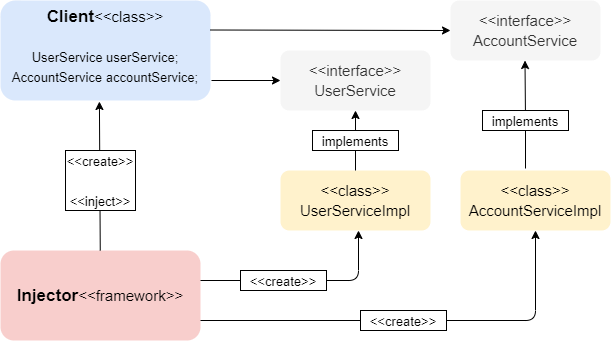 Client<<class>>
UserService userService;
AccountService accountService;
<<interface>>
AccountService
<<interface>>
UserService
implements
implements
<<create>>
<<inject>>
<<class>>
UserServiceImpl
<<class>>
AccountServiceImpl
Injector<<framework>>
<<create>>
<<create>>